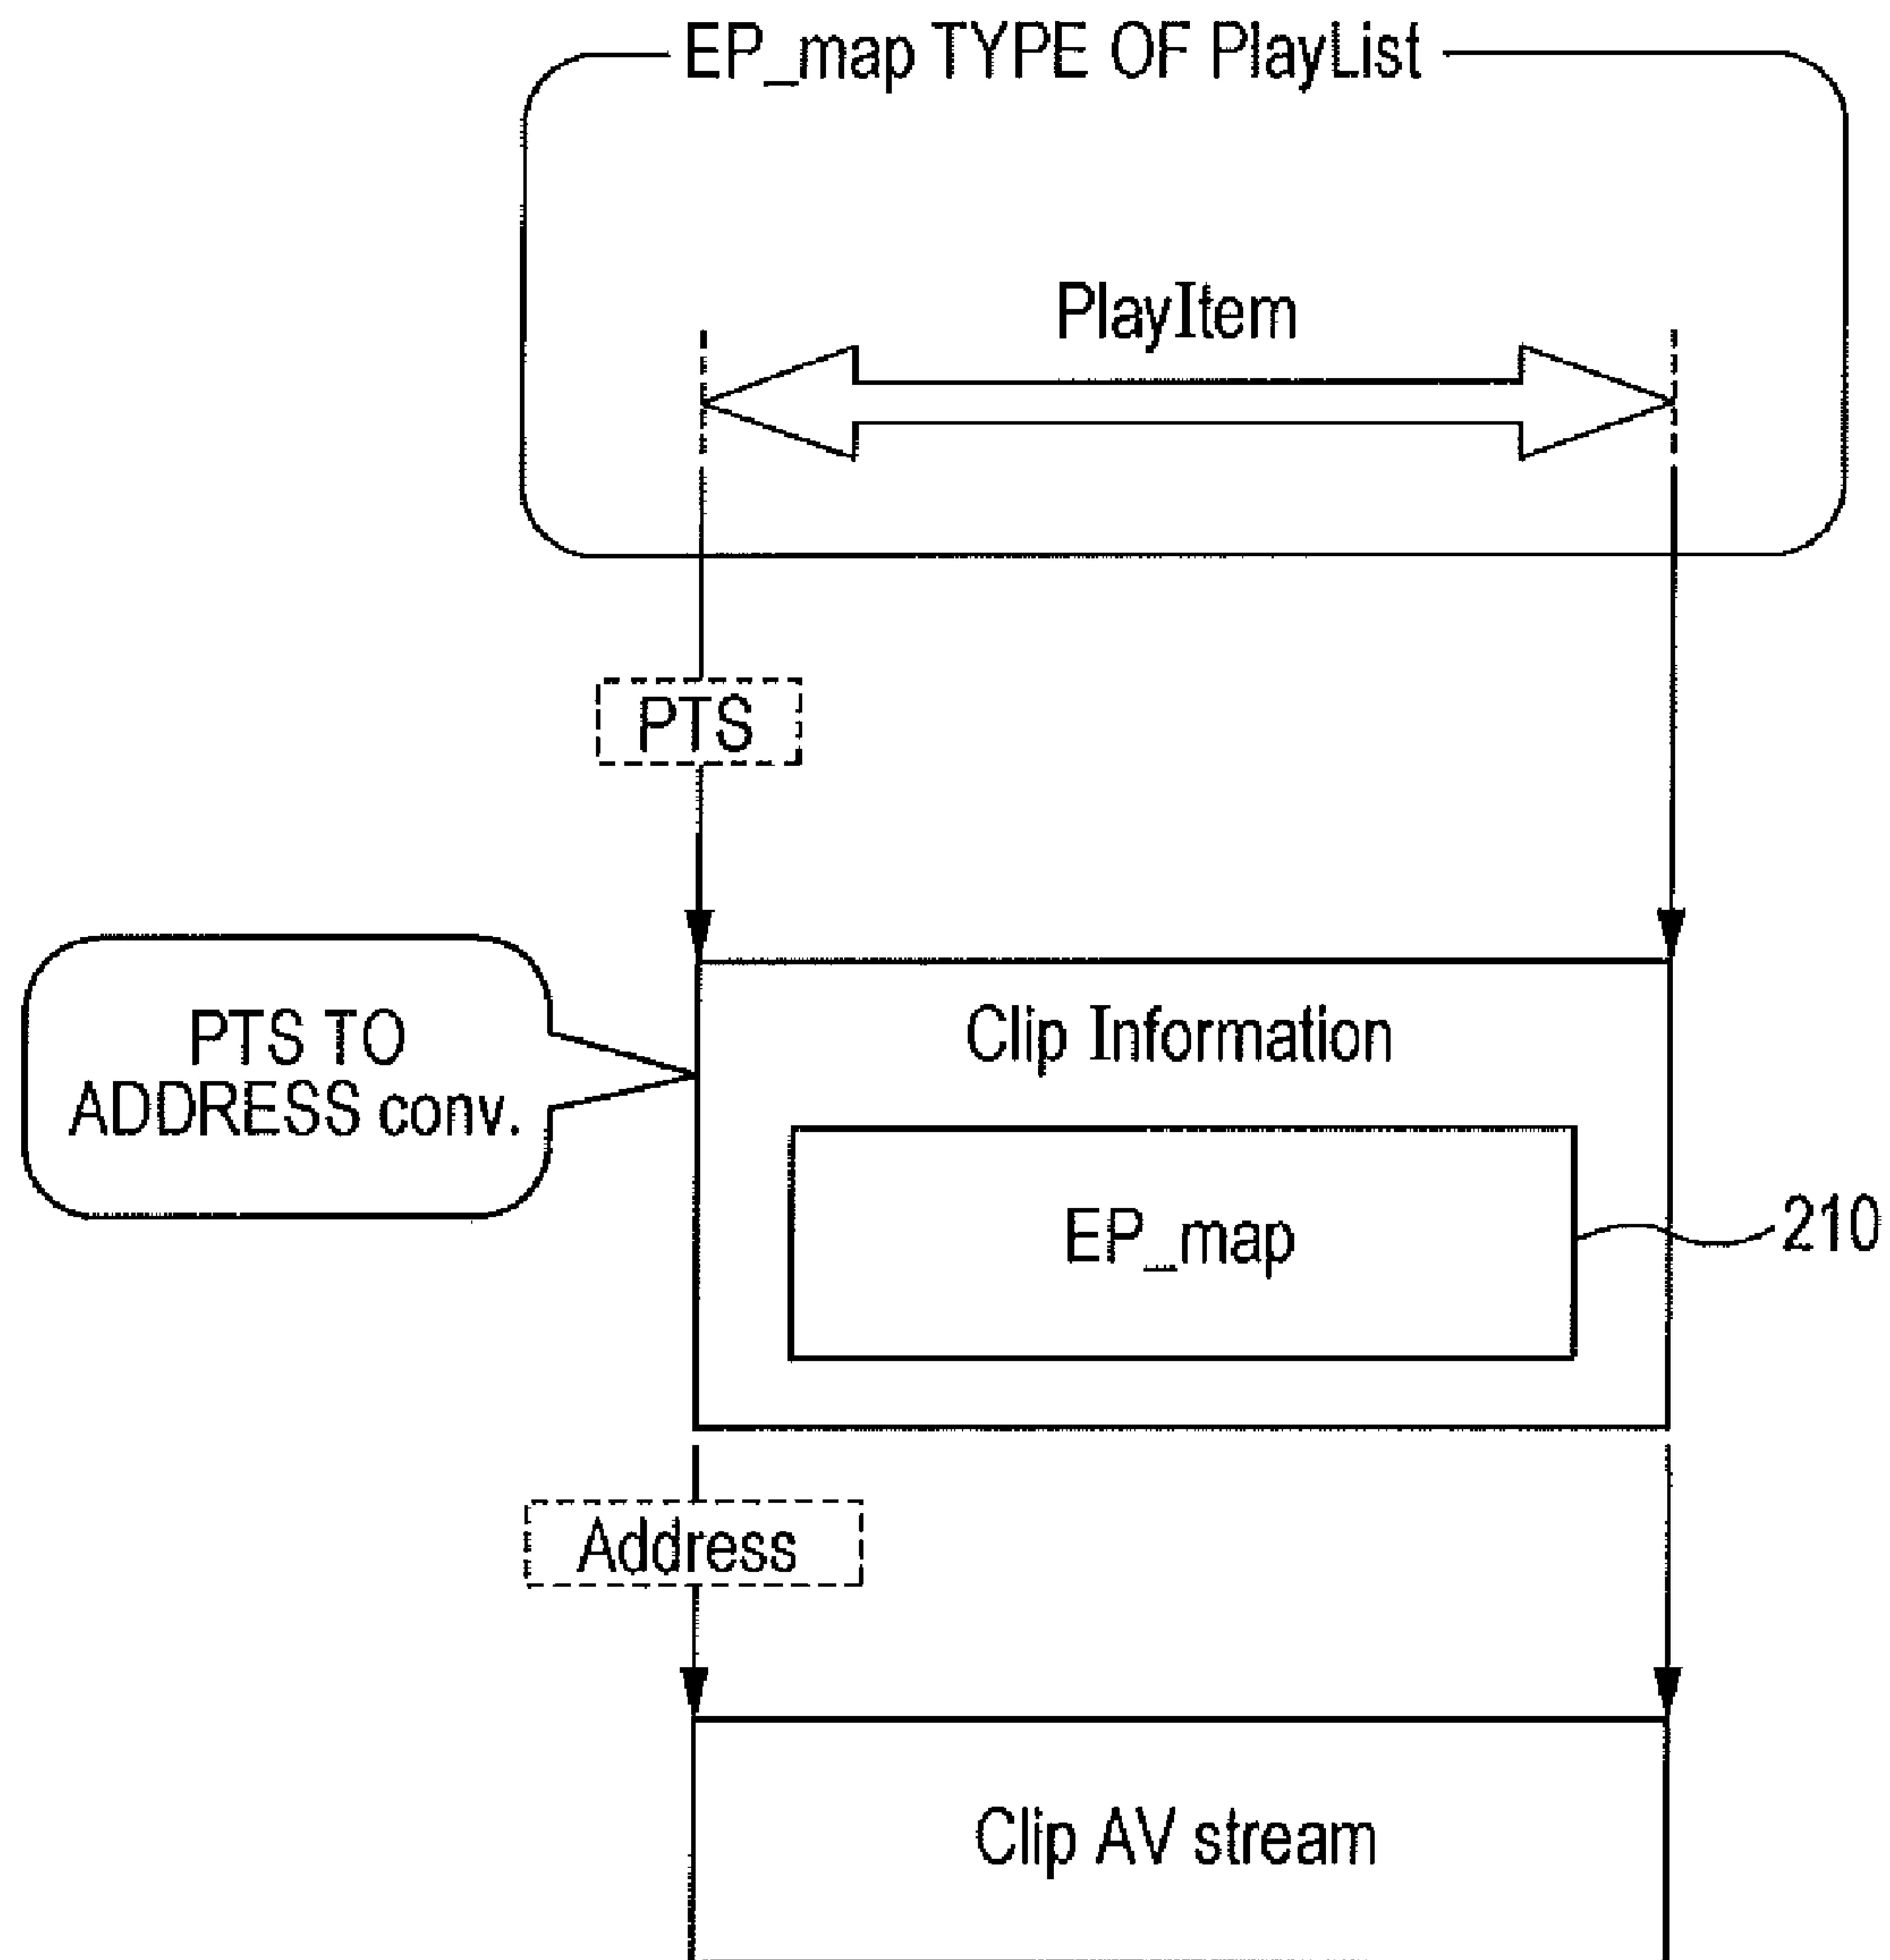 EP_map TYPE OF PlayList
PlayItem
PTS
Clip Information
PTS TO
ADDRESS conv.
EP_map
210
Address
Clip AV stream